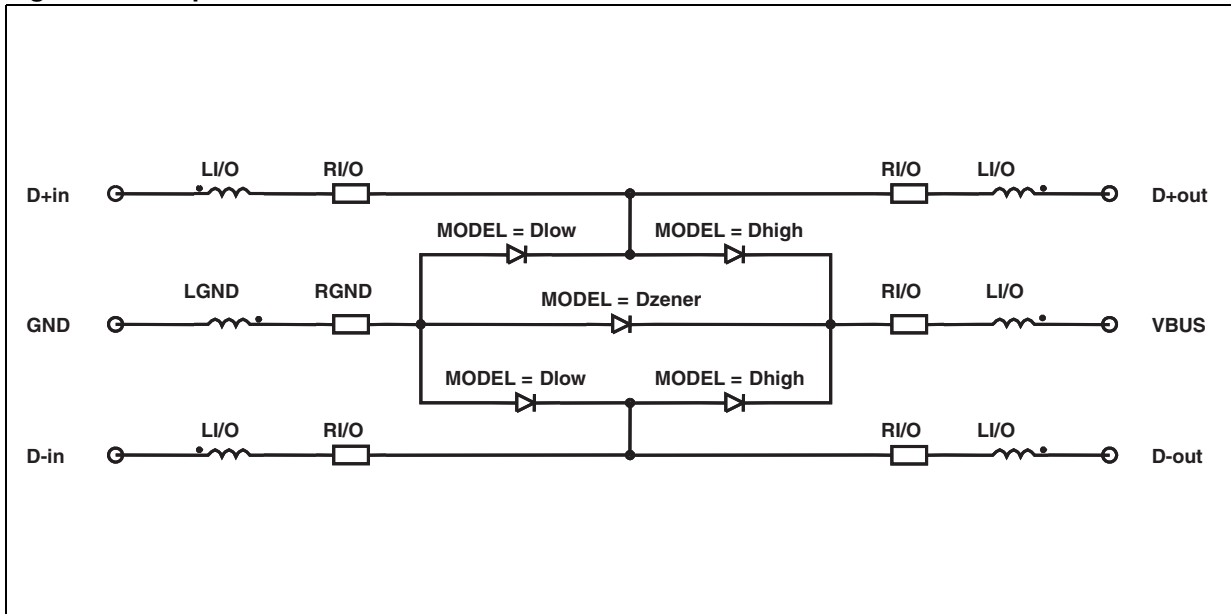 LI/O RI/O RI/O LI/O
D+in D+out
MODEL = Dlow MODEL = Dhigh
LGND RGND MODEL = Dzener RI/O LI/O
GND VBUS
MODEL = Dlow MODEL = Dhigh
LI/O RI/O RI/O LI/O
D-in D-out